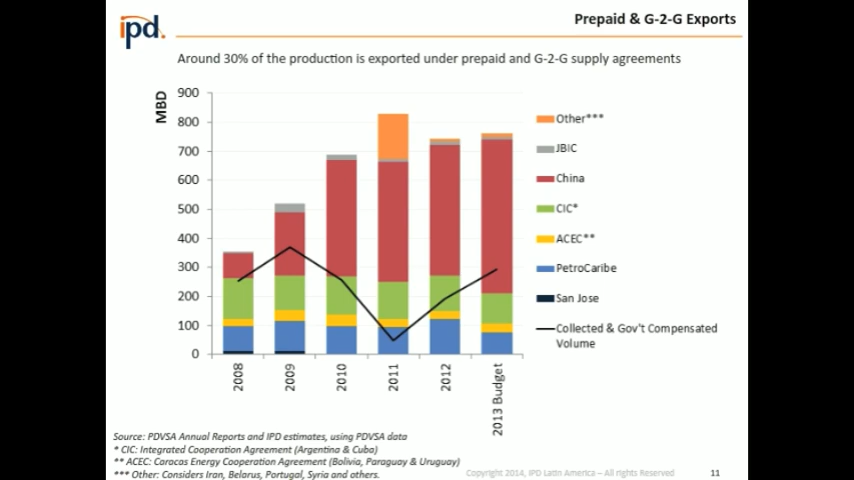 ipd.
Prepaid & G-2-G Exports
Around 30% of the production is exported under prepaid and G-2-G supply agreements
MBD
900
800
700
600
500
400
300
200
100
0
2008
2009
2010
2011
2012
2013 Budget
Other***
JBIC
China
CIC*
ACEC**
PetroCaribe
San Jose
Collected & Gov't Compensated
Volume
Source: PDVSA Annual Reports and IPD estimates, using PDVSA data
* CIC: Integrated Cooperation Agreement (Argentina & Cuba)
** ACEC: Caracas Energy Cooperation Agreement (Bolivia, Paraguay & Uruguay)
*** Other: Considers Iran, Belarus, Portugal, Syria and others.
Copyright 2014, IPD Latin America – All rights Reserved
11